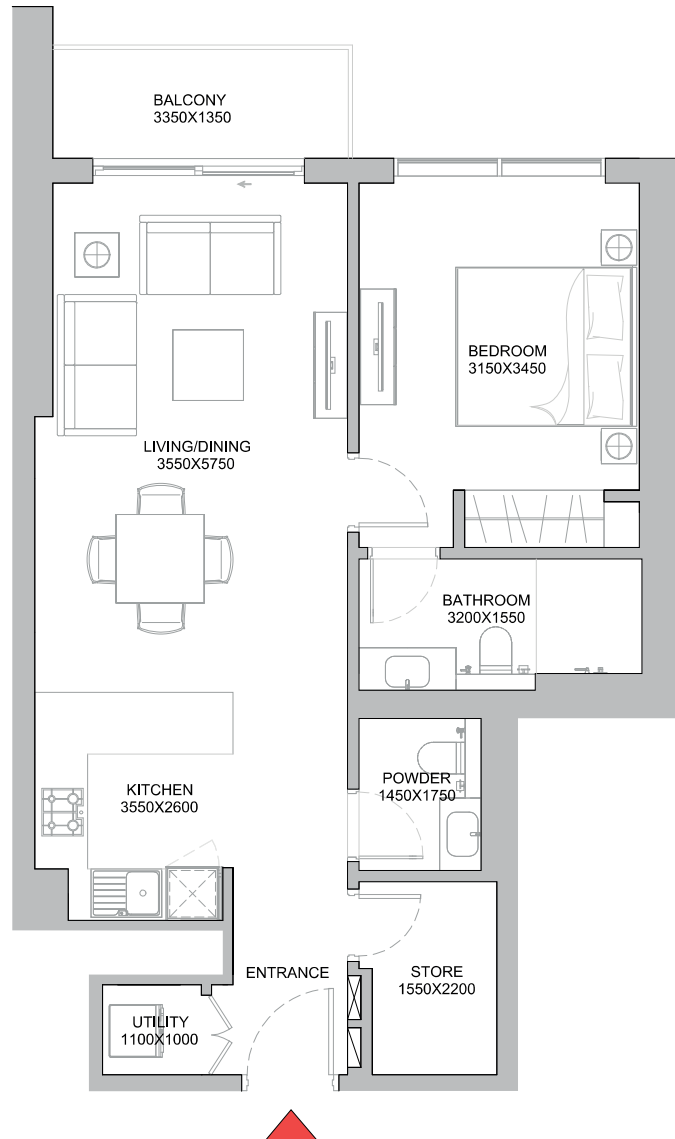 BALCONY
3350X1350
BEDROOM
3150X3450
LIVING/DINING
3550X5750
BATHROOM
3200X1550
KITCHEN
3550X2600
POWDER
1450X1750
ENTRANCE
STORE
1550X2200
UTILITY
1100X1000